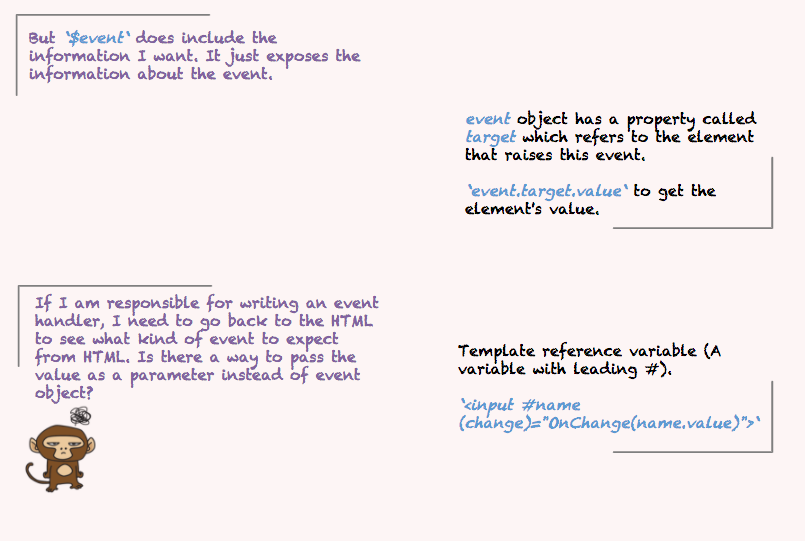 But `$event` does include the
information I want. It just exposes the
information about the event.
event object has a property called
target which refers to the element
that raises this event.
`event.target.value` to get the
element's value.
If I am responsible for writing an event
handler, I need to go back to the HTML
to see what kind of event to expect
from HTML. Is there a way to pass the
value as a parameter instead of event
object?
Template reference variable (A
variable with leading #).
`<input #name
(change)="OnChange(name.value)">`